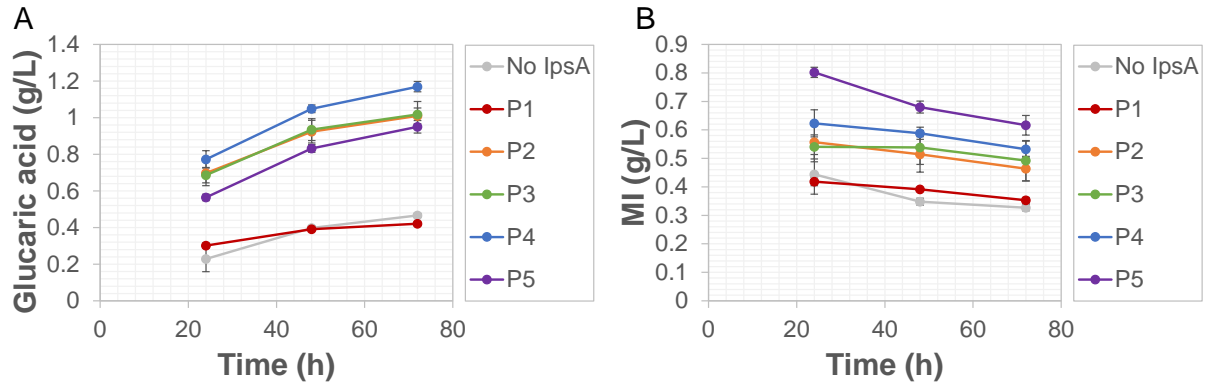 A
Glucaric acid (g/L)
1.4
1.2
1
0.8
0.6
0.4
0.2
0
0 20 40 60 80
Time (h)
No IpsA
P1
P2
P3
P4
P5
B
MI (g/L)
0.9
0.8
0.7
0.6
0.5
0.4
0.3
0.2
0.1
0
0 20 40 60 80
Time (h)
No IpsA
P1
P2
P3
P4
P5